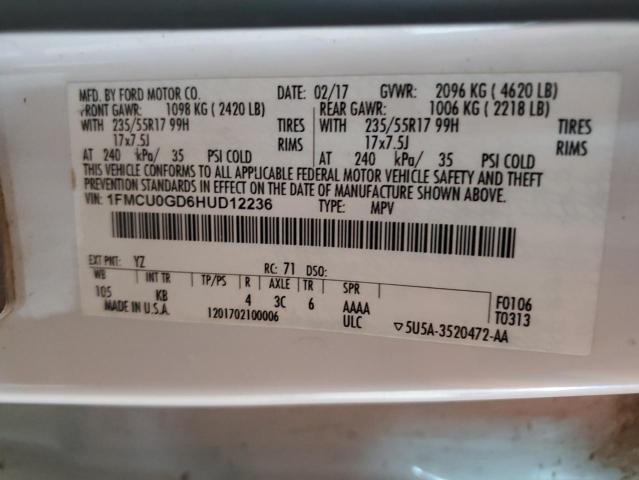 MFD. BY FORD MOTOR CO. DATE: 02/17 GVWR: 2096 KG ( 4620 LB)
FRONT GAWR: 1098 KG ( 2420 LB) REAR GAWR: 1006 KG ( 2218 LB)
WITH 235/55R17 99H TIRES WITH 235/55R17 99H TIRES
17x7.5J RIMS 17x7.5J RIMS
AT 240 kPa/ 35 PSI COLD AT 240 kPa/ 35 PSI COLD
THIS VEHICLE CONFORMS TO ALL APPLICABLE FEDERAL MOTOR VEHICLE SAFETY AND THEFT
PREVENTION STANDARDS IN EFFECT ON THE DATE OF MANUFACTURE SHOWN ABOVE.
VIN: 1FMCU0GD6HUD12236 TYPE: MPV
EXT PNT: YZ RC: 71 DSO:
WB INT TR TP/PS R AXLE TR SPR
105 KB 4 3C 6 AAAA F0106
MADE IN U.S.A. 1201702100006 ULC ▽5U5A-3520472-AA T0313